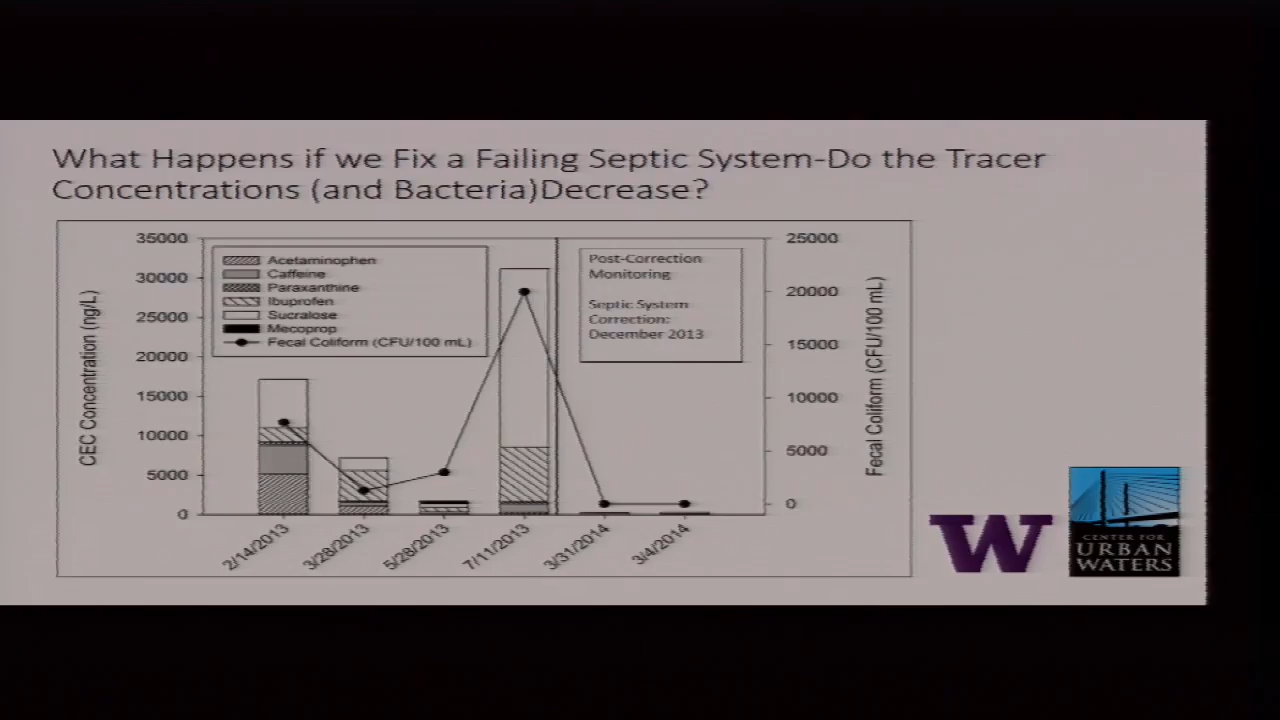 What Happens if we Fix a Failing Septic System-Do the Tracer
Concentrations (and Bacteria)Decrease?
CEC Concentration (ng/L)
35000
30000
25000
20000
15000
10000
5000
0
Acetaminophen
Caffeine
Paraxanthine
Ibuprofen
Sucralose
Mecoprop
Fecal Coliform (CFU/100 mL)
Post-Correction
Monitoring
Septic System
Correction:
December 2013
25000
20000
15000
10000
5000
0
Fecal Coliform (CFU/100 mL)
2/14/2013
3/28/2013
5/28/2013
7/11/2013
3/31/2014
3/4/2014
W
CENTER FOR
URBAN
WATERS